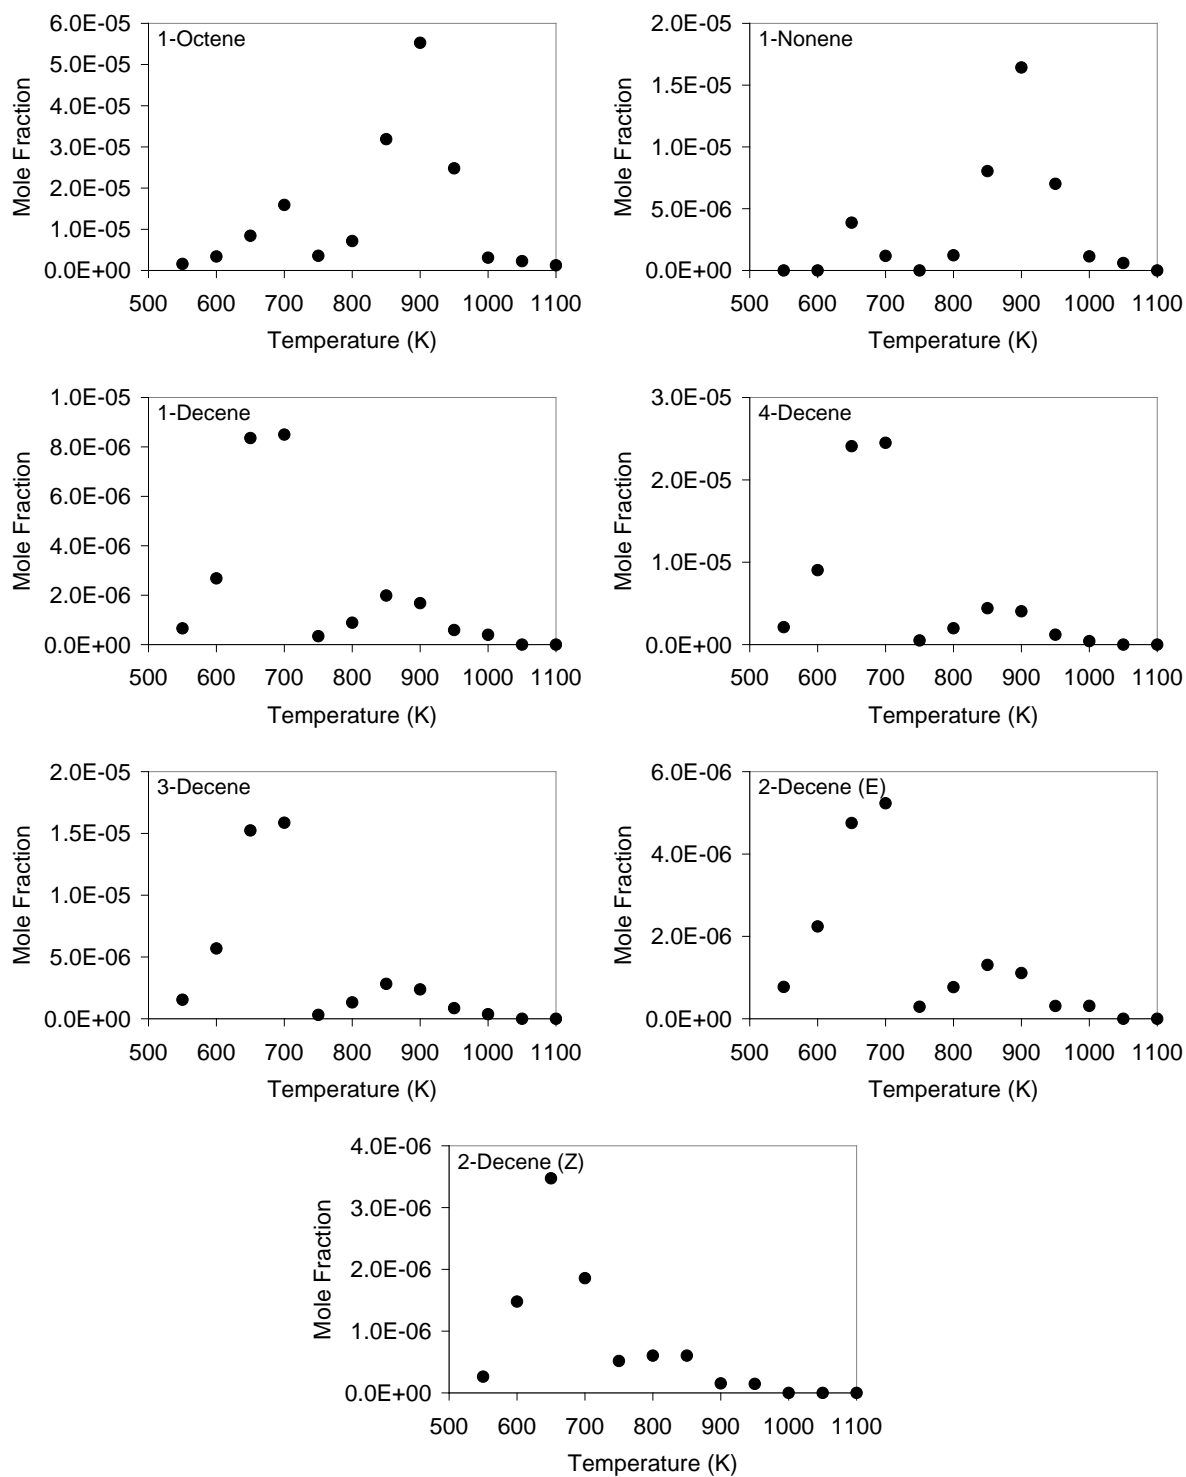 1-Octene
6.0E-05
5.0E-05
4.0E-05
3.0E-05
2.0E-05
1.0E-05
0.0E+00
Mole Fraction
500 600 700 800 900 1000 1100
Temperature (K)
1-Nonene
2.0E-05
1.5E-05
1.0E-05
5.0E-06
0.0E+00
Mole Fraction
500 600 700 800 900 1000 1100
Temperature (K)
1-Decene
1.0E-05
8.0E-06
6.0E-06
4.0E-06
2.0E-06
0.0E+00
Mole Fraction
500 600 700 800 900 1000 1100
Temperature (K)
4-Decene
3.0E-05
2.0E-05
1.0E-05
0.0E+00
Mole Fraction
500 600 700 800 900 1000 1100
Temperature (K)
3-Decene
2.0E-05
1.5E-05
1.0E-05
5.0E-06
0.0E+00
Mole Fraction
500 600 700 800 900 1000 1100
Temperature (K)
2-Decene (E)
6.0E-06
4.0E-06
2.0E-06
0.0E+00
Mole Fraction
500 600 700 800 900 1000 1100
Temperature (K)
2-Decene (Z)
4.0E-06
3.0E-06
2.0E-06
1.0E-06
0.0E+00
Mole Fraction
500 600 700 800 900 1000 1100
Temperature (K)